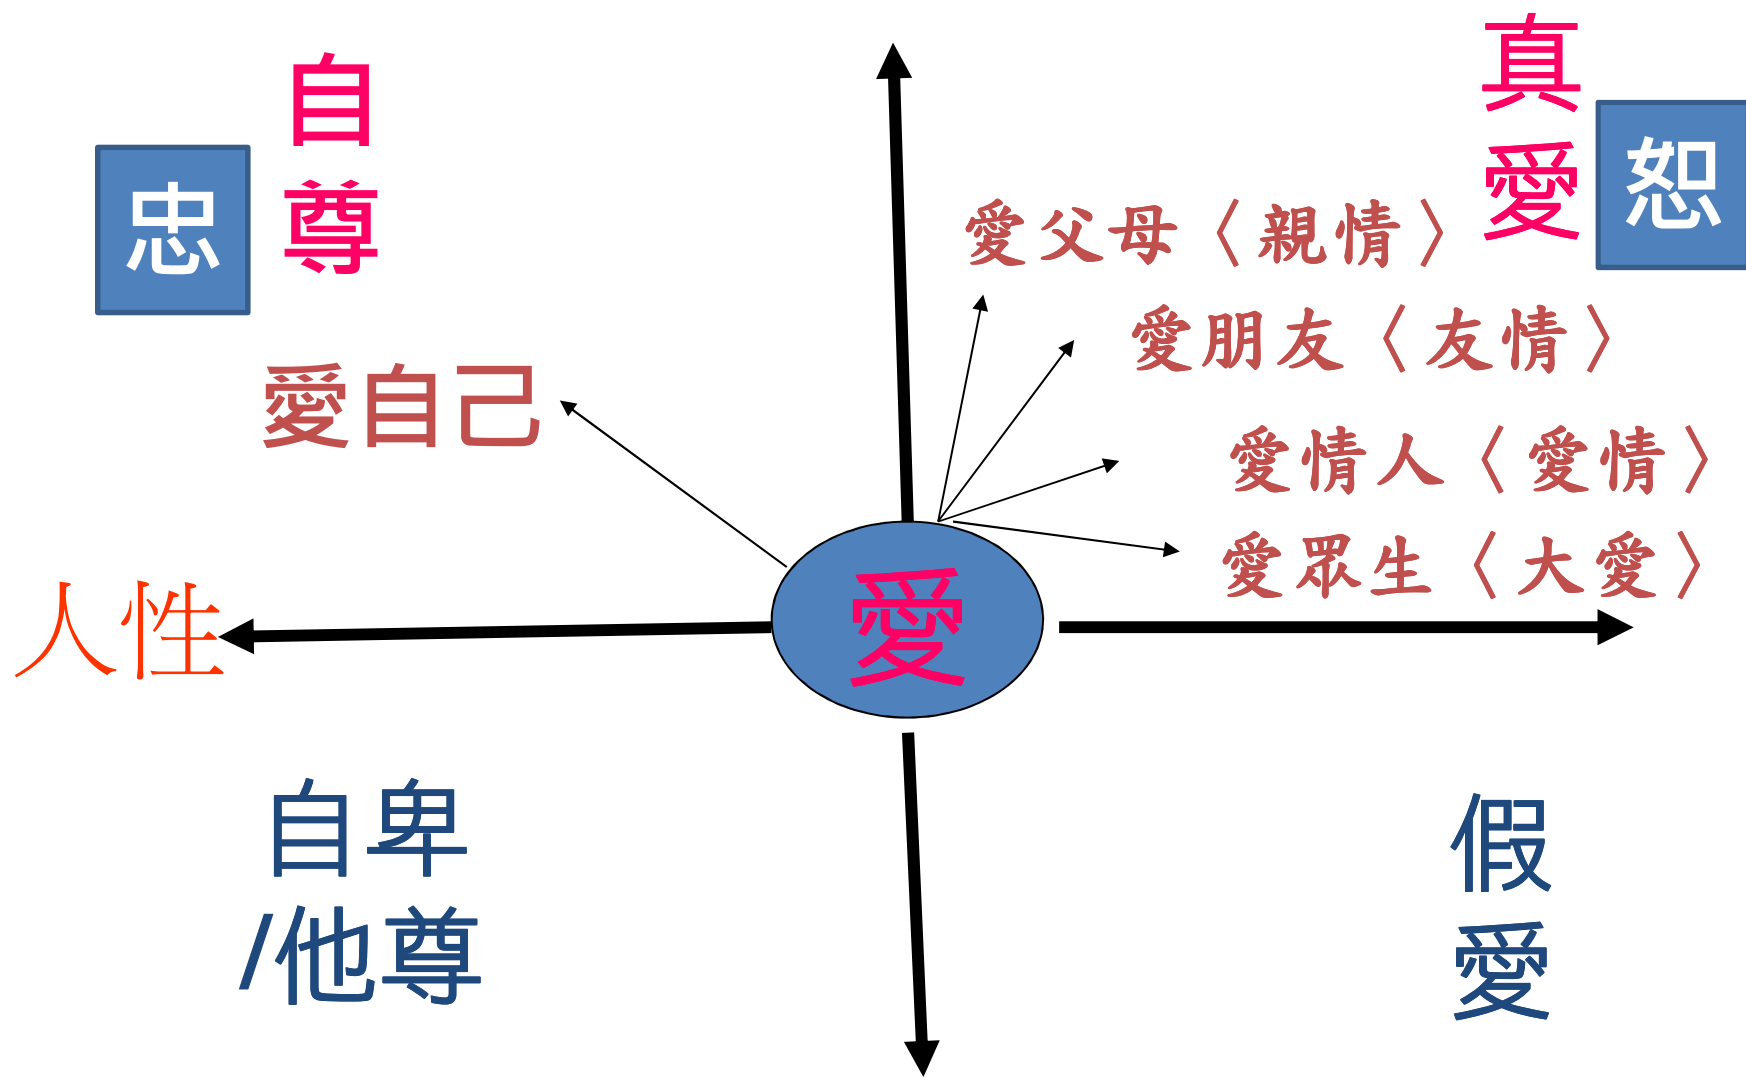 自
尊
忠
真
愛
恕
愛父母〈親情〉
愛朋友〈友情〉
愛自己
愛情人〈愛情〉
愛眾生〈大愛〉
人性
愛
自卑
/他尊
假
愛